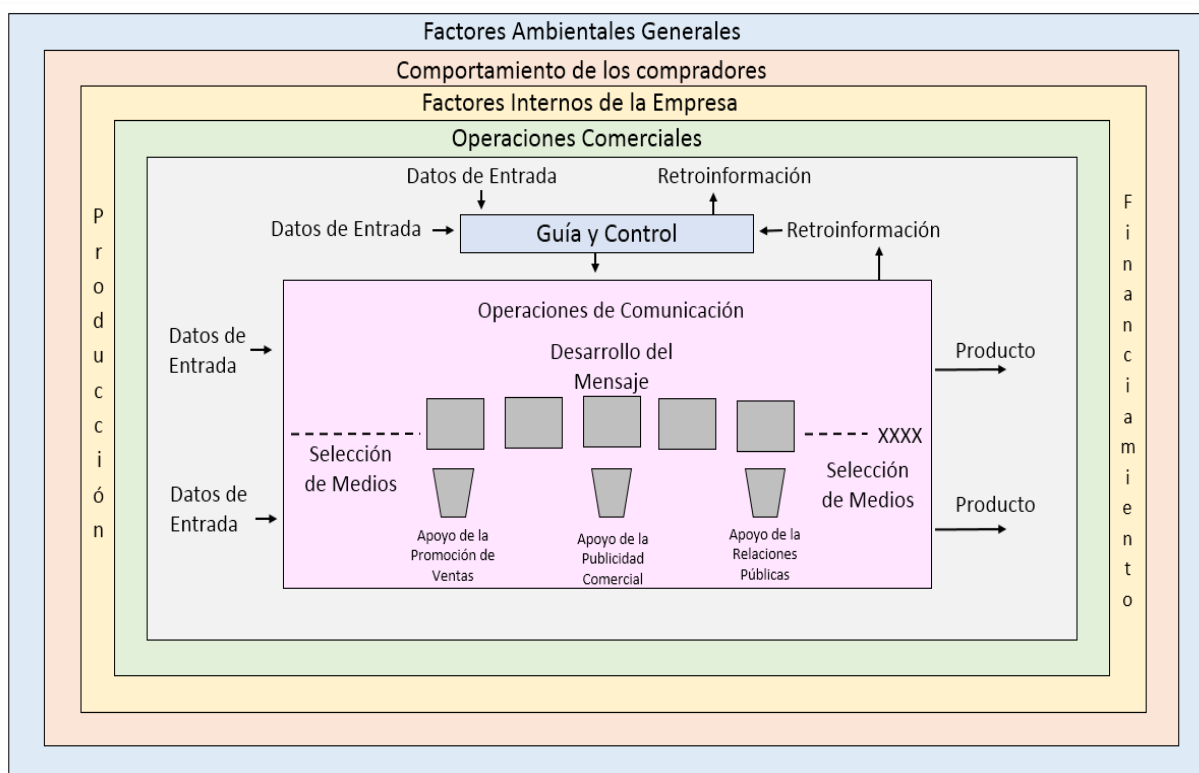 Factores Ambientales Generales
Comportamiento de los compradores
Factores Internos de la Empresa
Operaciones Comerciales
Producción
Datos de Entrada
Retroinformación
Datos de Entrada
Guía y Control
Retroinformación
Operaciones de Comunicación
Datos de
Entrada
Desarrollo del
Mensaje
Producto
XXXX
Selección
de Medios
Selección
de Medios
Datos de
Entrada
Producto
Apoyo de la
Promoción de
Ventas
Apoyo de la
Publicidad
Comercial
Apoyo de la
Relaciones
Públicas
Financiamiento